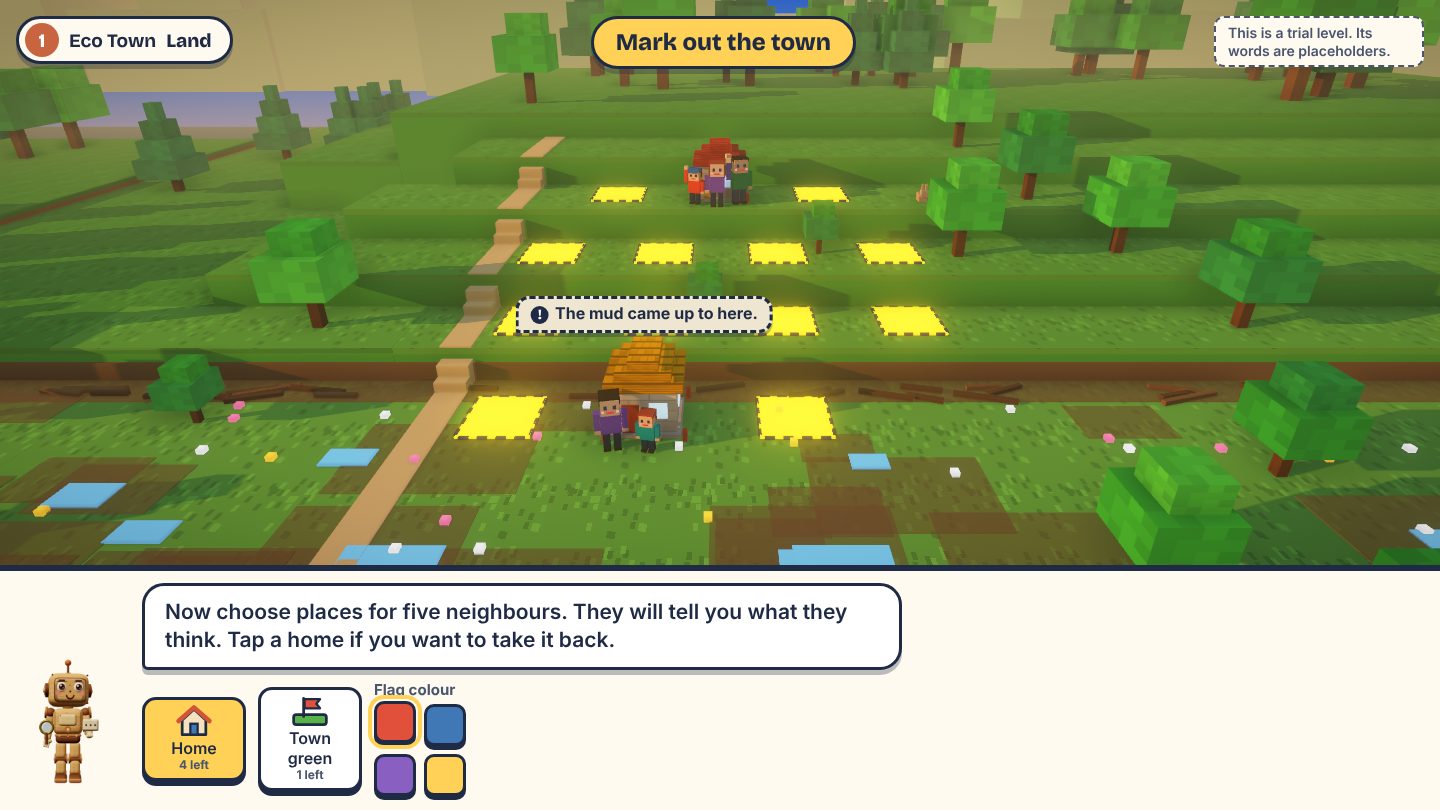 1 Eco Town Land
Mark out the town
This is a trial level. Its
words are placeholders.
! The mud came up to here.
Now choose places for five neighbours. They will tell you what they
think. Tap a home if you want to take it back.
Flag colour
Home
4 left
Town
green
1 left